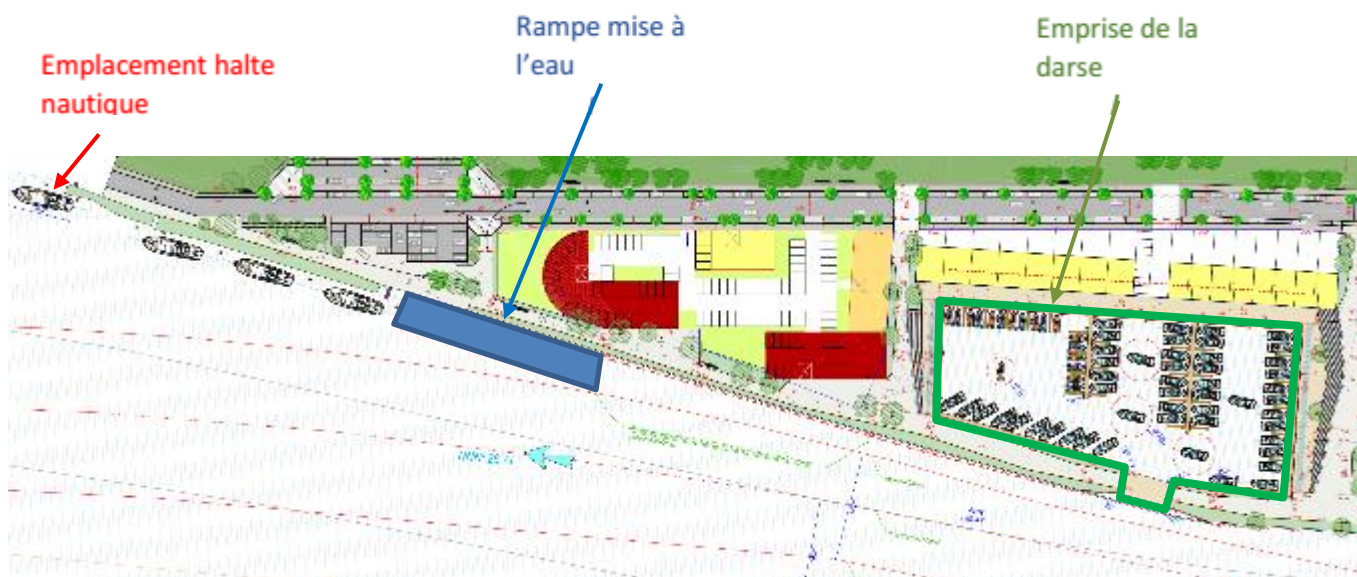 Emplacement halte
nautique
Rampe mise à
l'eau
Emprise de la
darse